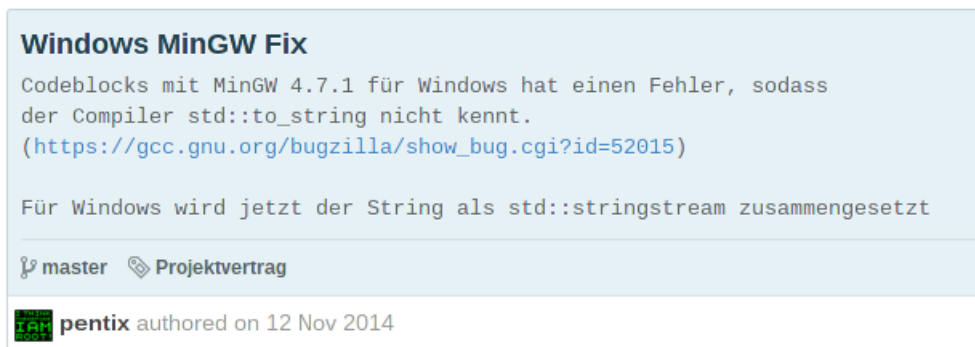 Windows MinGW Fix
Codeblocks mit MinGW 4.7.1 für Windows hat einen Fehler, sodass
der Compiler std::to_string nicht kennt.
(https://gcc.gnu.org/bugzilla/show_bug.cgi?id=52015)
Für Windows wird jetzt der String als std::stringstream zusammengesetzt
master Projektvertrag
I THINK
IAM
ROOT!
pentix authored on 12 Nov 2014